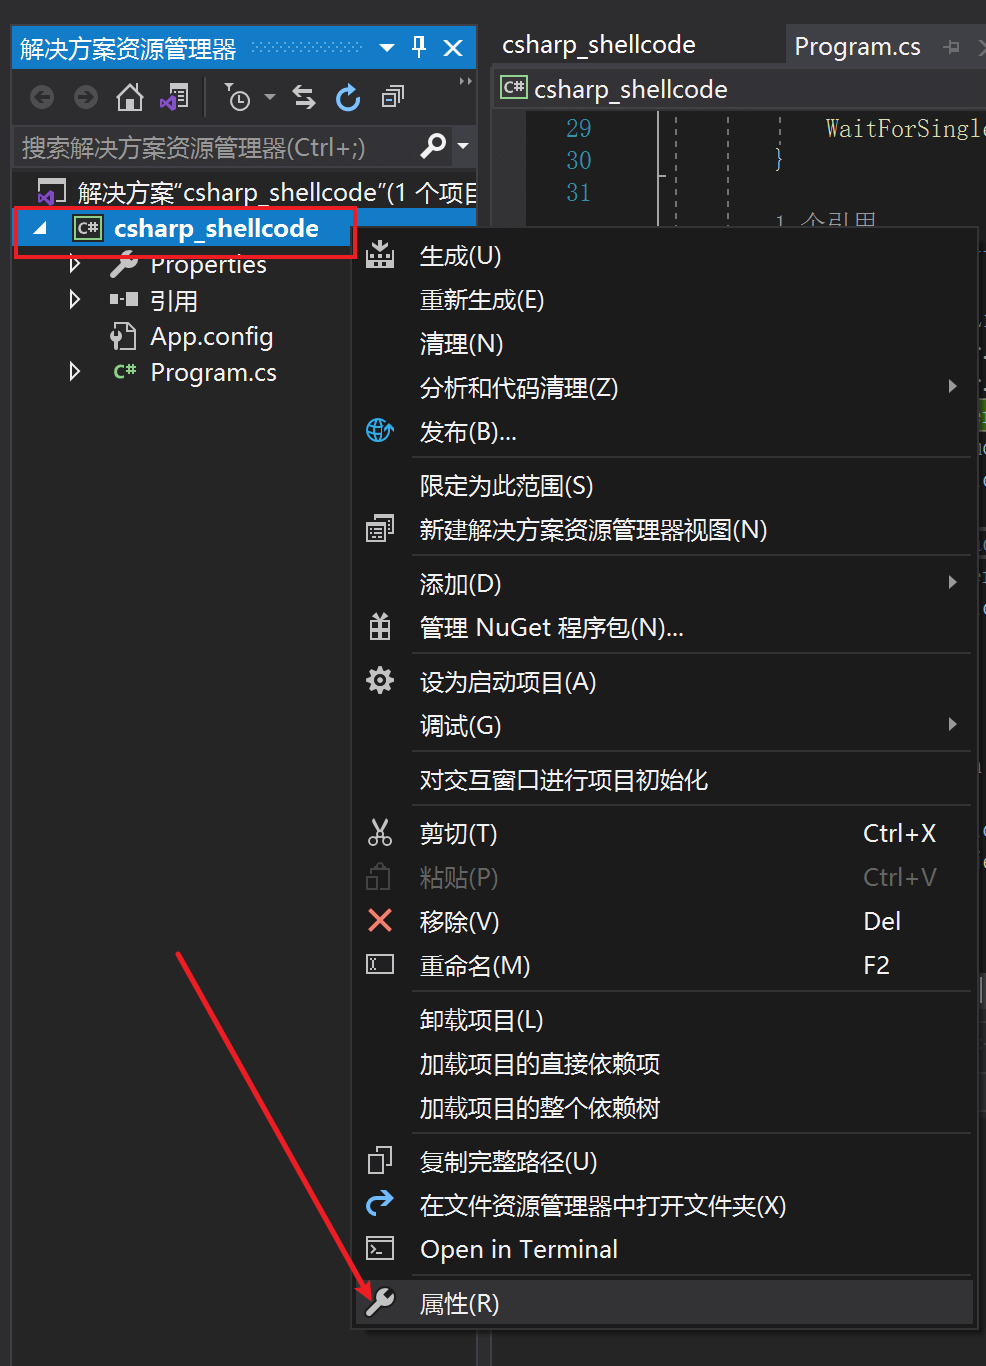 解决方案资源管理器
搜索解决方案资源管理器(Ctrl+;)
解决方案"csharp_shellcode"(1 个项目
csharp_shellcode
Properties
引用
App.config
C# Program.cs
csharp_shellcode
Program.cs
C# csharp_shellcode
29 WaitForSingle
30 }
31
1 个引用
生成(U)
重新生成(E)
清理(N)
分析和代码清理(Z)
发布(B)...
限定为此范围(S)
新建解决方案资源管理器视图(N)
添加(D)
管理 NuGet 程序包(N)...
设为启动项目(A)
调试(G)
对交互窗口进行项目初始化
剪切(T) Ctrl+X
粘贴(P) Ctrl+V
移除(V) Del
重命名(M) F2
卸载项目(L)
加载项目的直接依赖项
加载项目的整个依赖树
复制完整路径(U)
在文件资源管理器中打开文件夹(X)
Open in Terminal
属性(R)